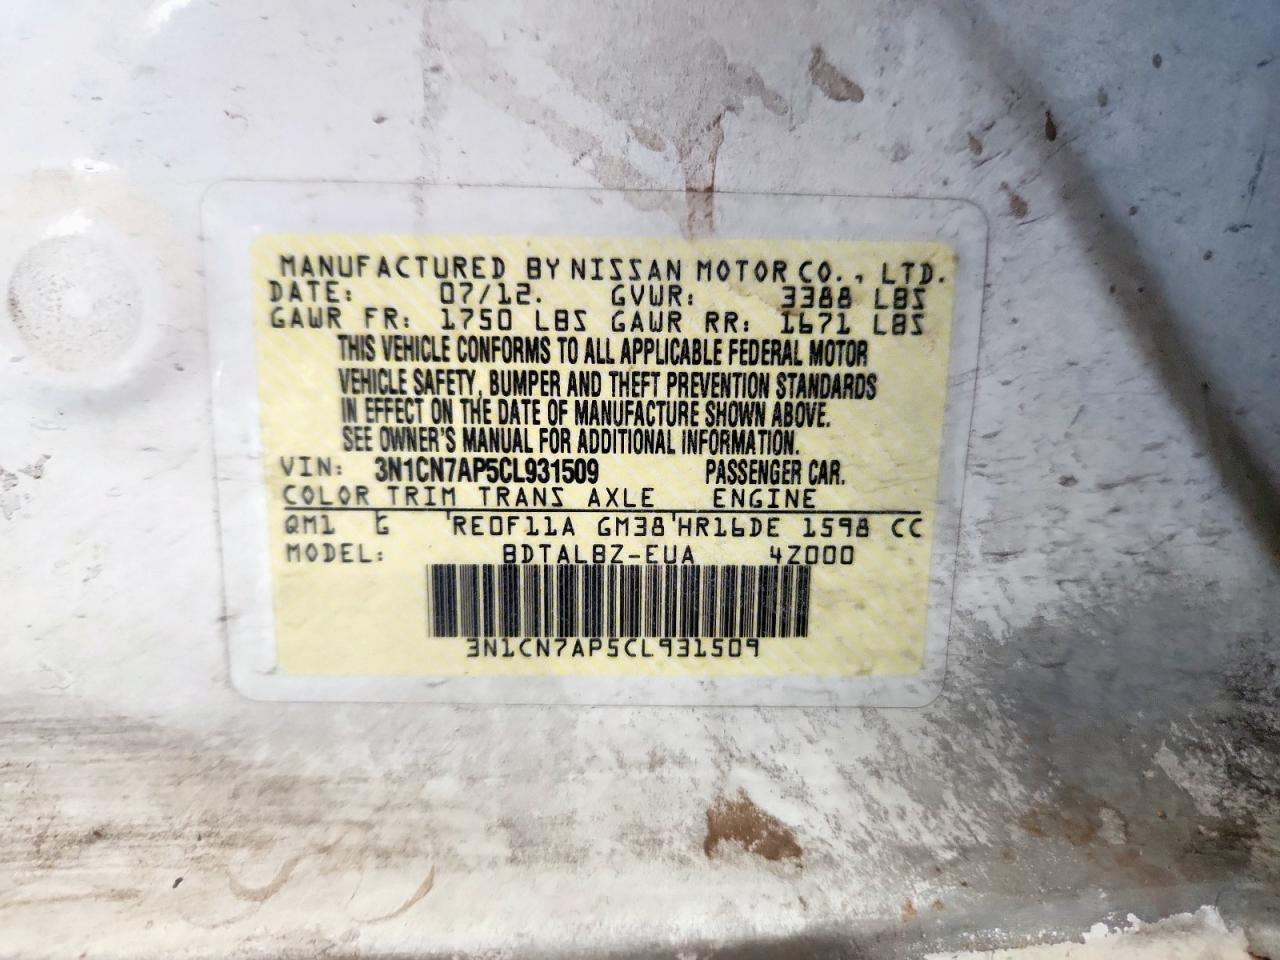 MANUFACTURED BY NISSAN MOTOR CO., LTD.
DATE: 07/12. GVWR: 3388 LBS
GAWR FR: 1750 LBS GAWR RR: 1671 LBS
THIS VEHICLE CONFORMS TO ALL APPLICABLE FEDERAL MOTOR
VEHICLE SAFETY, BUMPER AND THEFT PREVENTION STANDARDS
IN EFFECT ON THE DATE OF MANUFACTURE SHOWN ABOVE.
SEE OWNER'S MANUAL FOR ADDITIONAL INFORMATION.
VIN: 3N1CN7AP5CL931509 PASSENGER CAR.
COLOR TRIM TRANS AXLE ENGINE
QM1 G 'RE0F11A GM38'HR16DE 1598 CC
MODEL: BDTALBZ-EUA 4Z000
3N1CN7AP5CL931509